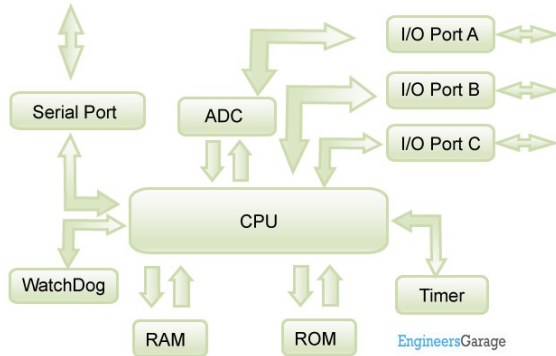 I/O Port A
I/O Port B
Serial Port
ADC
I/O Port C
CPU
WatchDog
Timer
RAM
ROM
EngineersGarage